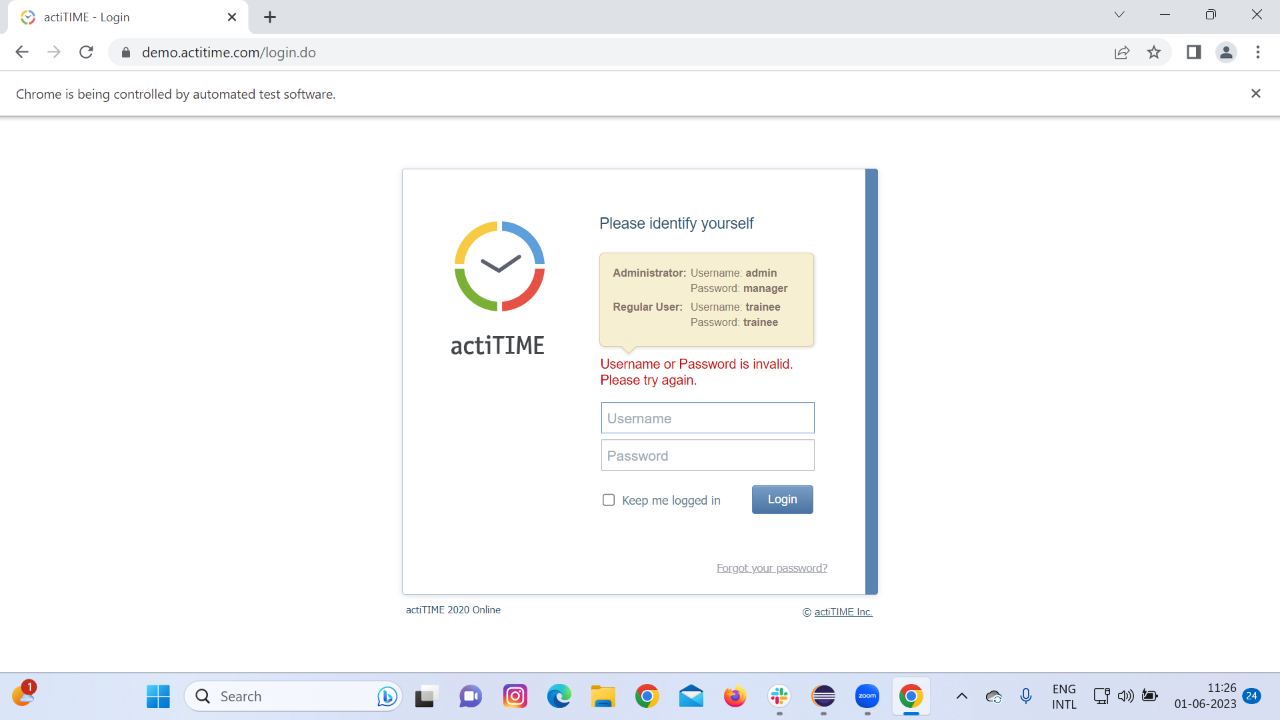 actiTIME - Login
demo.actitime.com/login.do
Chrome is being controlled by automated test software.
Please identify yourself
Administrator: Username: admin
Password: manager
Regular User: Username: trainee
Password: trainee
actiTIME
Username or Password is invalid.
Please try again.
Username
Password
Keep me logged in
Login
Forgot your password?
actiTIME 2020 Online
© actiTIME Inc.
1
Search
zoom
ENG
INTL
11:26
01-06-2023
24